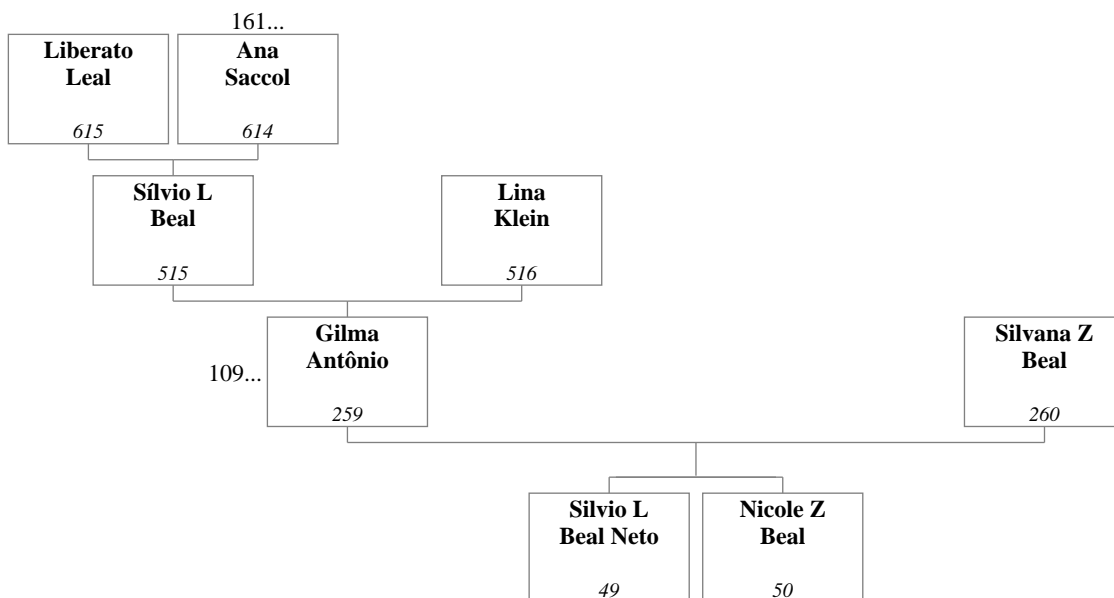 161...
Liberato
Leal
615
Ana
Saccol
614
Sílvio L
Beal
515
Lina
Klein
516
109...
Gilma
Antônio
259
Silvana Z
Beal
260
Silvio L
Beal Neto
49
Nicole Z
Beal
50